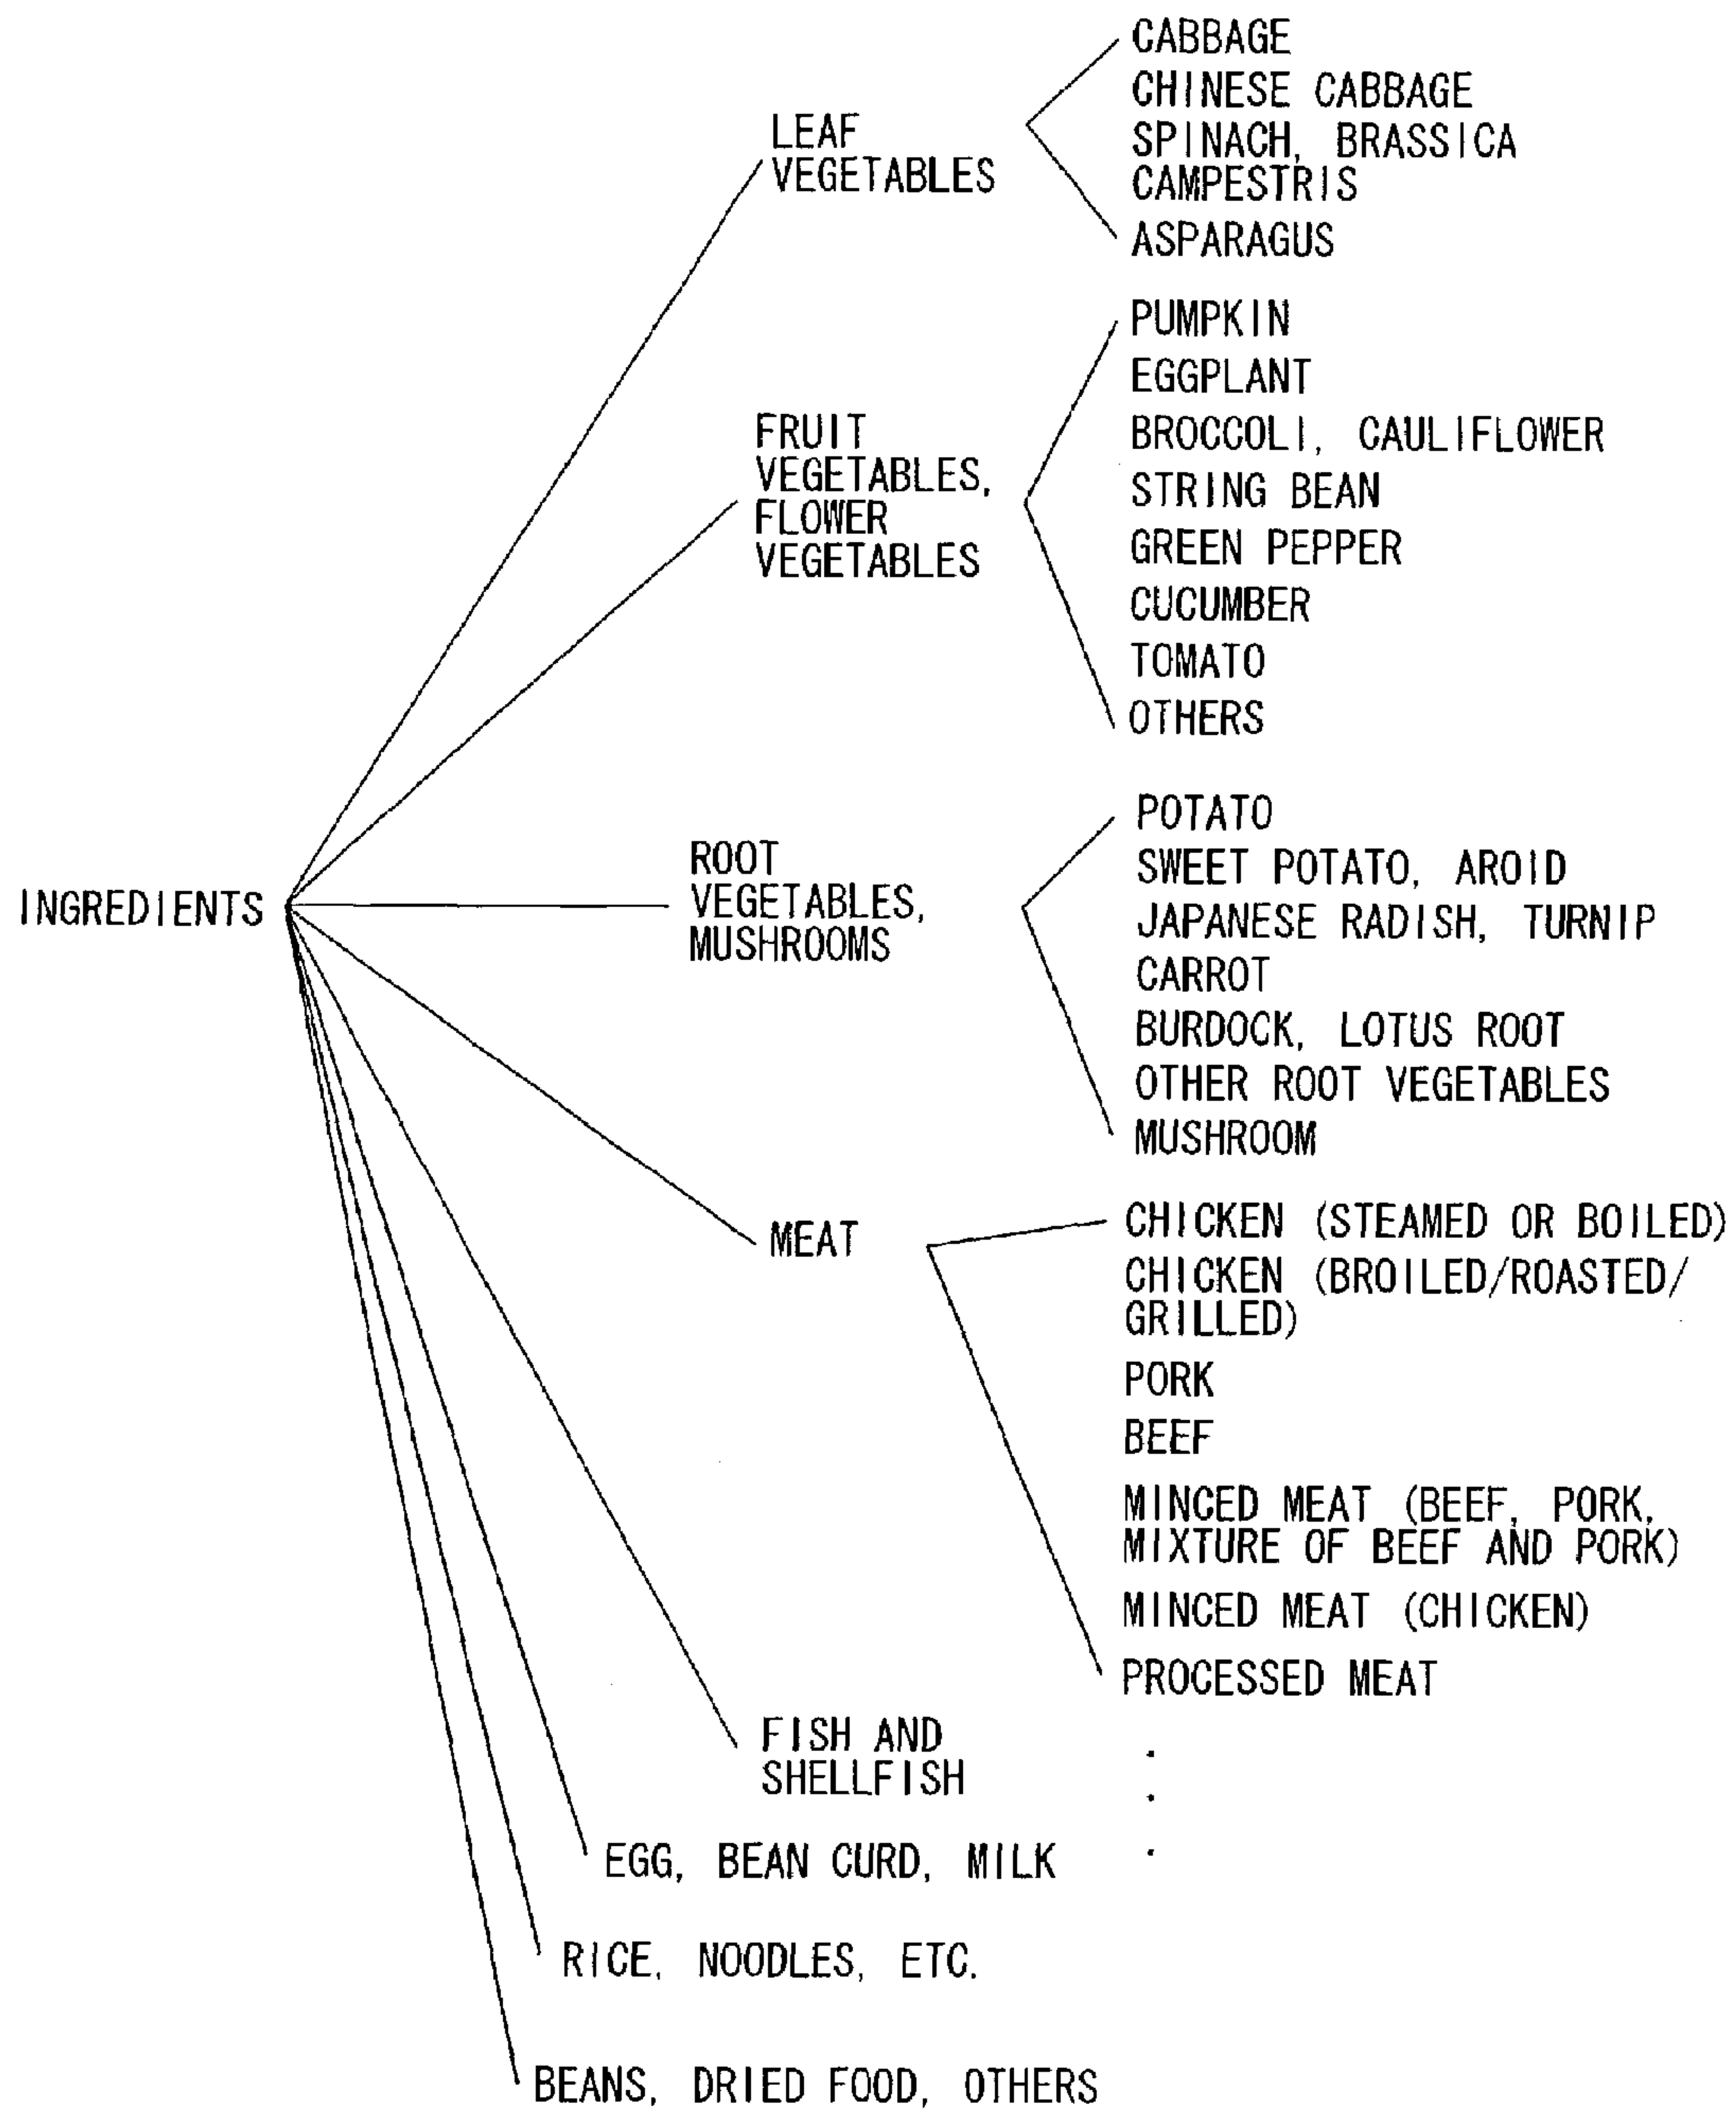 INGREDIENTS
LEAF
VEGETABLES
CABBAGE
CHINESE CABBAGE
SPINACH, BRASSICA
CAMPESTRIS
ASPARAGUS
FRUIT
VEGETABLES,
FLOWER
VEGETABLES
PUMPKIN
EGGPLANT
BROCCOLI, CAULIFLOWER
STRING BEAN
GREEN PEPPER
CUCUMBER
TOMATO
OTHERS
ROOT
VEGETABLES,
MUSHROOMS
POTATO
SWEET POTATO, AROID
JAPANESE RADISH, TURNIP
CARROT
BURDOCK, LOTUS ROOT
OTHER ROOT VEGETABLES
MUSHROOM
MEAT
CHICKEN (STEAMED OR BOILED)
CHICKEN (BROILED/ROASTED/
GRILLED)
PORK
BEEF
MINCED MEAT (BEEF, PORK,
MIXTURE OF BEEF AND PORK)
MINCED MEAT (CHICKEN)
PROCESSED MEAT
FISH AND
SHELLFISH
EGG, BEAN CURD, MILK
RICE, NOODLES, ETC.
BEANS, DRIED FOOD, OTHERS